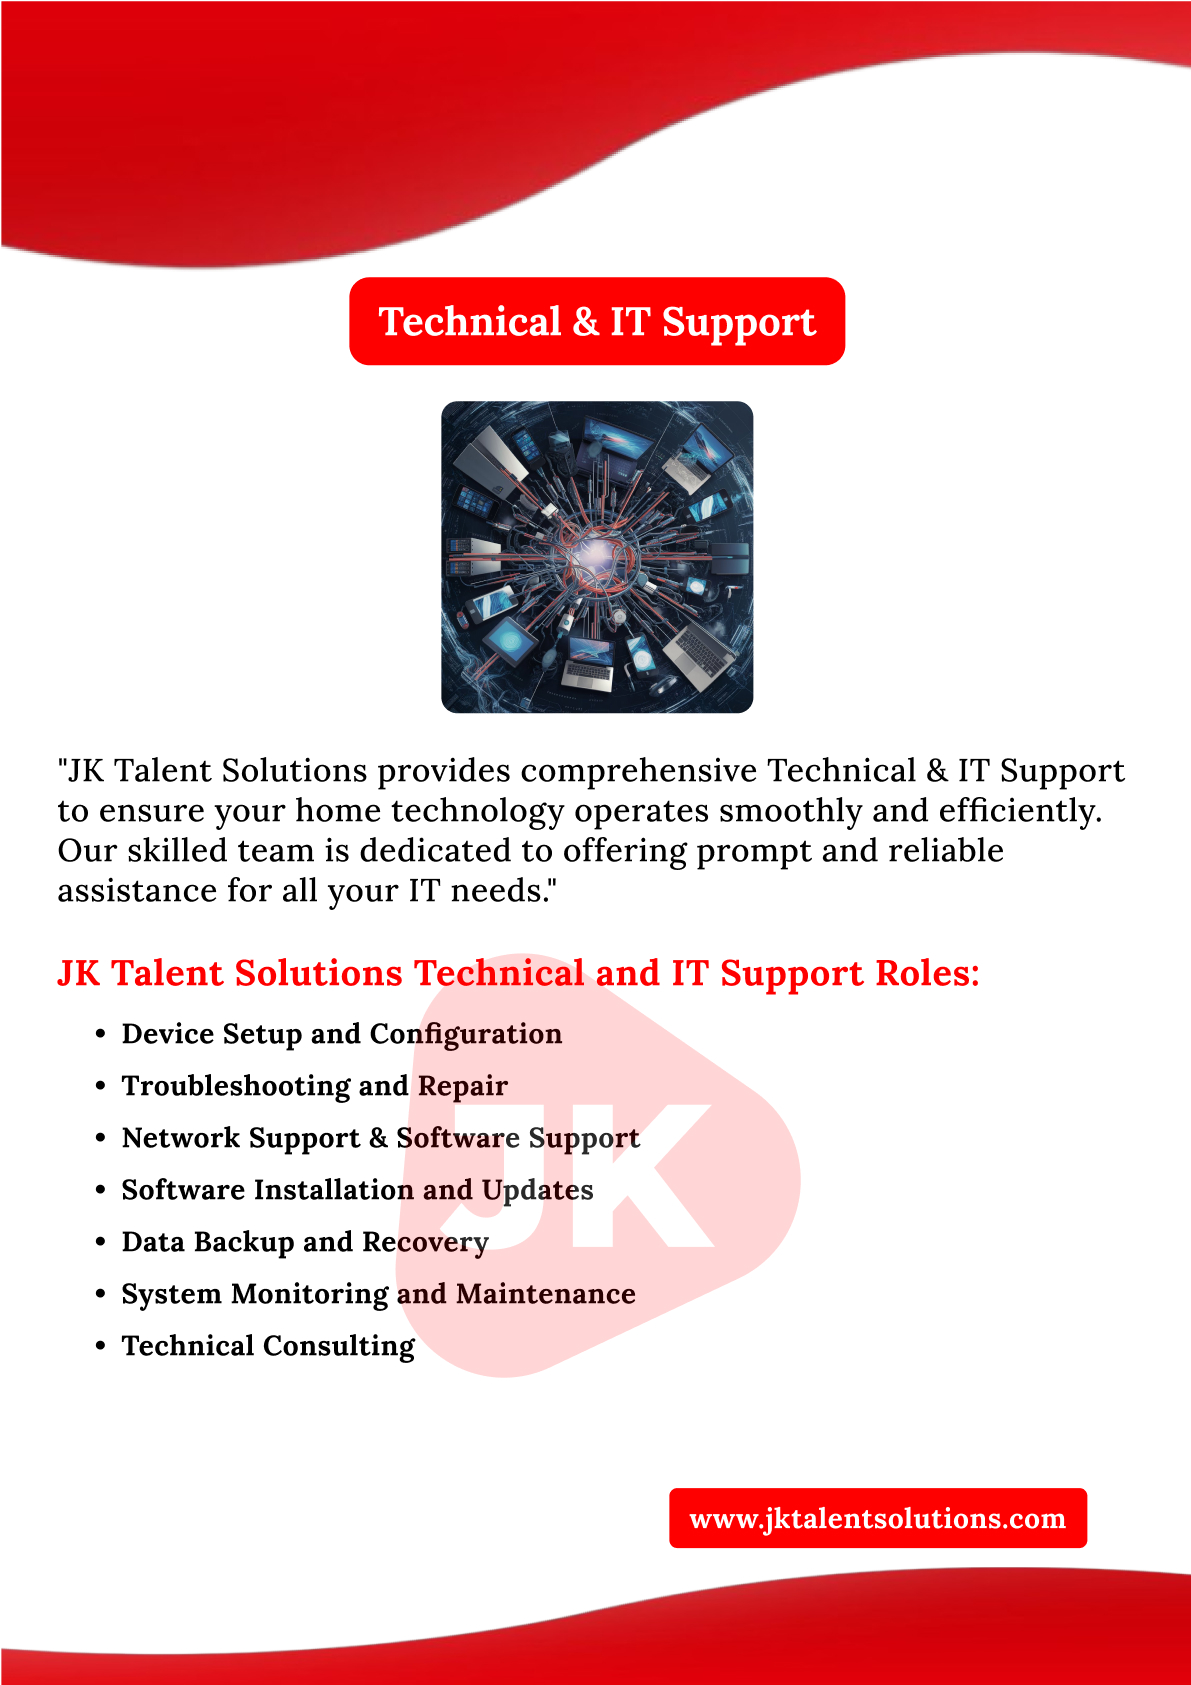 Technical & IT Support
"JK Talent Solutions provides comprehensive Technical & IT Support
to ensure your home technology operates smoothly and efficiently.
Our skilled team is dedicated to offering prompt and reliable
assistance for all your IT needs."
JK Talent Solutions Technical and IT Support Roles:
• Device Setup and Configuration
• Troubleshooting and Repair
• Network Support & Software Support
• Software Installation and Updates
• Data Backup and Recovery
• System Monitoring and Maintenance
• Technical Consulting
JK
www.jktalentsolutions.com